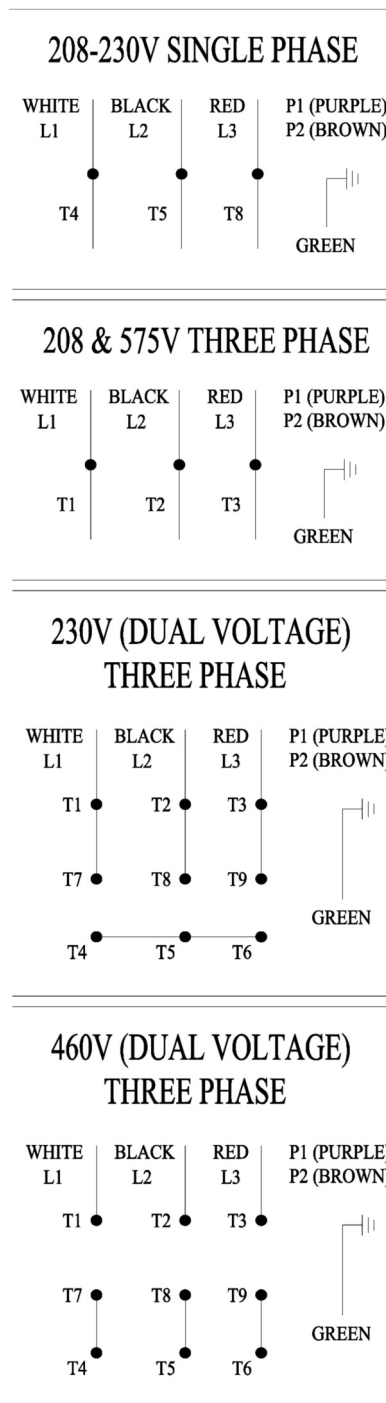 208-230V SINGLE PHASE
WHITE BLACK RED P1 (PURPLE)
L1 L2 L3 P2 (BROWN)
T4 T5 T8
GREEN
208 & 575V THREE PHASE
WHITE BLACK RED P1 (PURPLE)
L1 L2 L3 P2 (BROWN)
T1 T2 T3
GREEN
230V (DUAL VOLTAGE)
THREE PHASE
WHITE BLACK RED P1 (PURPLE)
L1 L2 L3 P2 (BROWN)
T1 T2 T3
T7 T8 T9
GREEN
T4 T5 T6
460V (DUAL VOLTAGE)
THREE PHASE
WHITE BLACK RED P1 (PURPLE)
L1 L2 L3 P2 (BROWN)
T1 T2 T3
T7 T8 T9
GREEN
T4 T5 T6